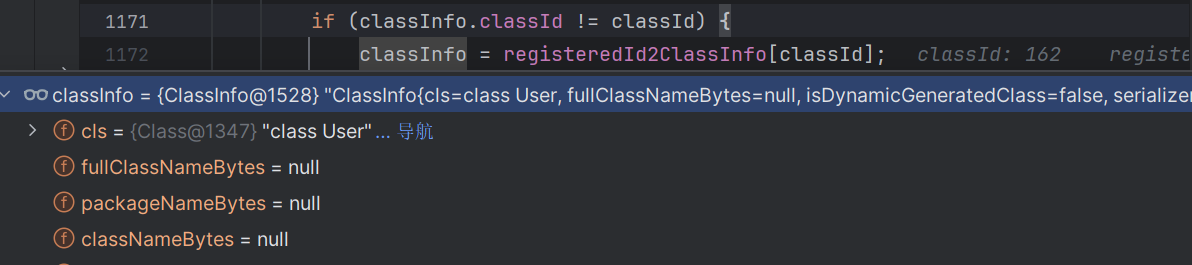 1171 if (classInfo.classId != classId) {
1172 classInfo = registeredId2ClassInfo[classId]; classId: 162 registe
classInfo = {ClassInfo@1528} "ClassInfo{cls=class User, fullClassNameBytes=null, isDynamicGeneratedClass=false, serializer
f cls = {Class@1347} "class User"... 导航
f fullClassNameBytes = null
f packageNameBytes = null
f classNameBytes = null